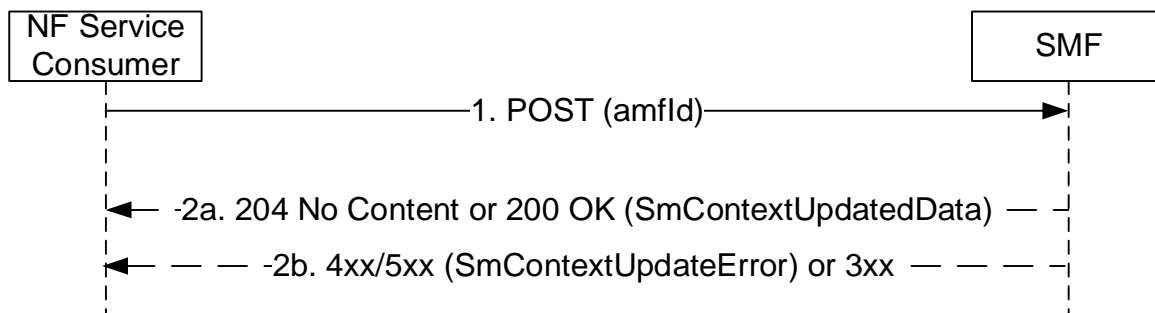 NF Service
Consumer
SMF
1. POST (amfId)
2a. 204 No Content or 200 OK (SmContextUpdatedData)
2b. 4xx/5xx (SmContextUpdateError) or 3xx